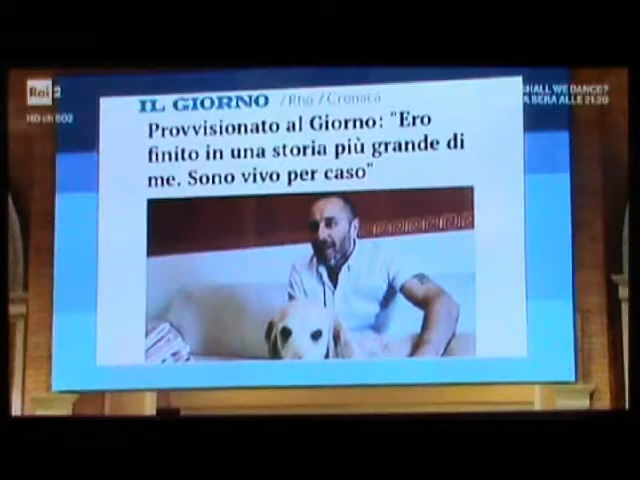 Rai 2
HD ch 502
SHALL WE DANCE?
A SERA ALLE 21.20
IL GIORNO / Rho / Cronaca
Provvisionato al Giorno: "Ero
finito in una storia più grande di
me. Sono vivo per caso"